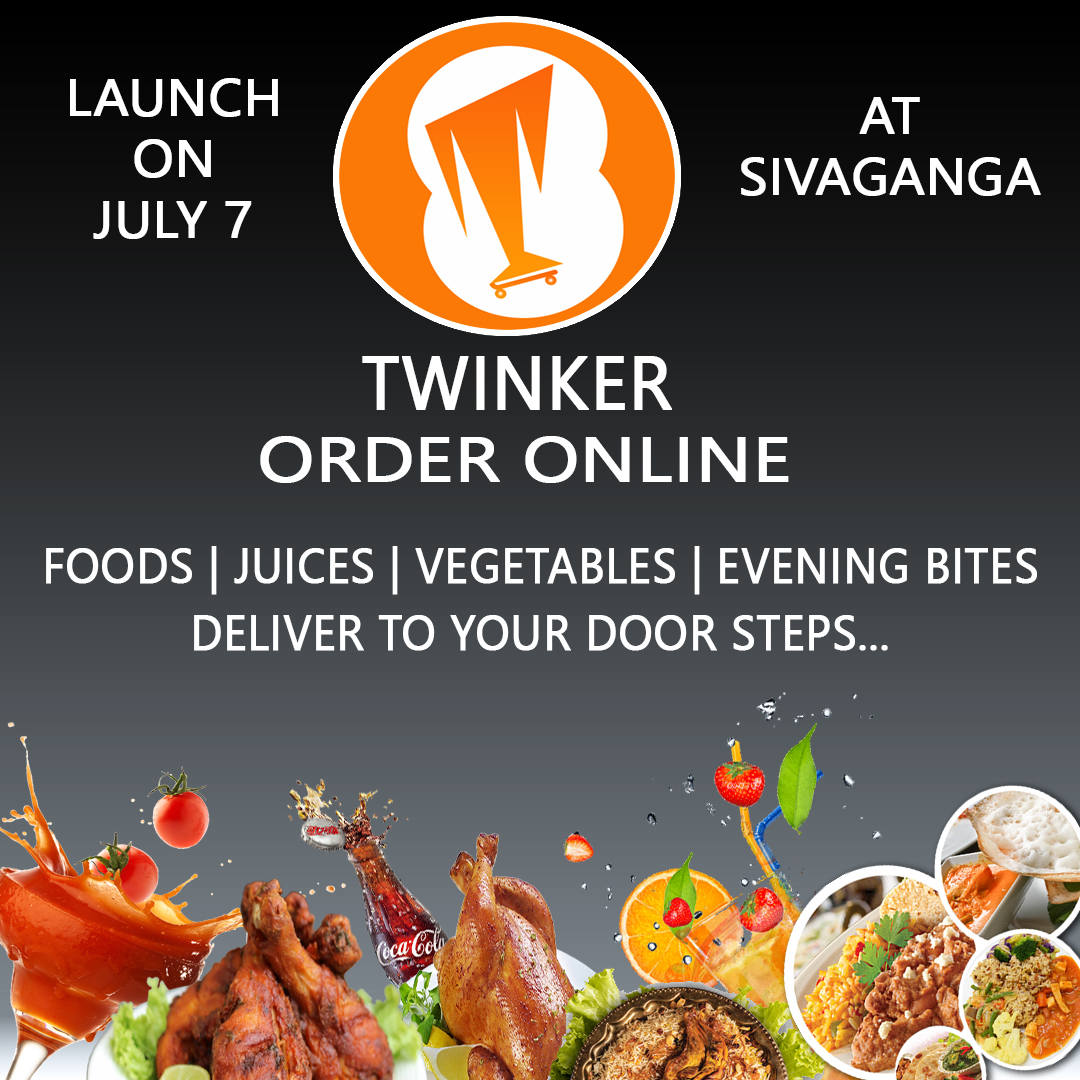 LAUNCH
ON
JULY 7
AT
SIVAGANGA
TWINKER
ORDER ONLINE
FOODS | JUICES | VEGETABLES | EVENING BITES
DELIVER TO YOUR DOOR STEPS...
Coca-Cola